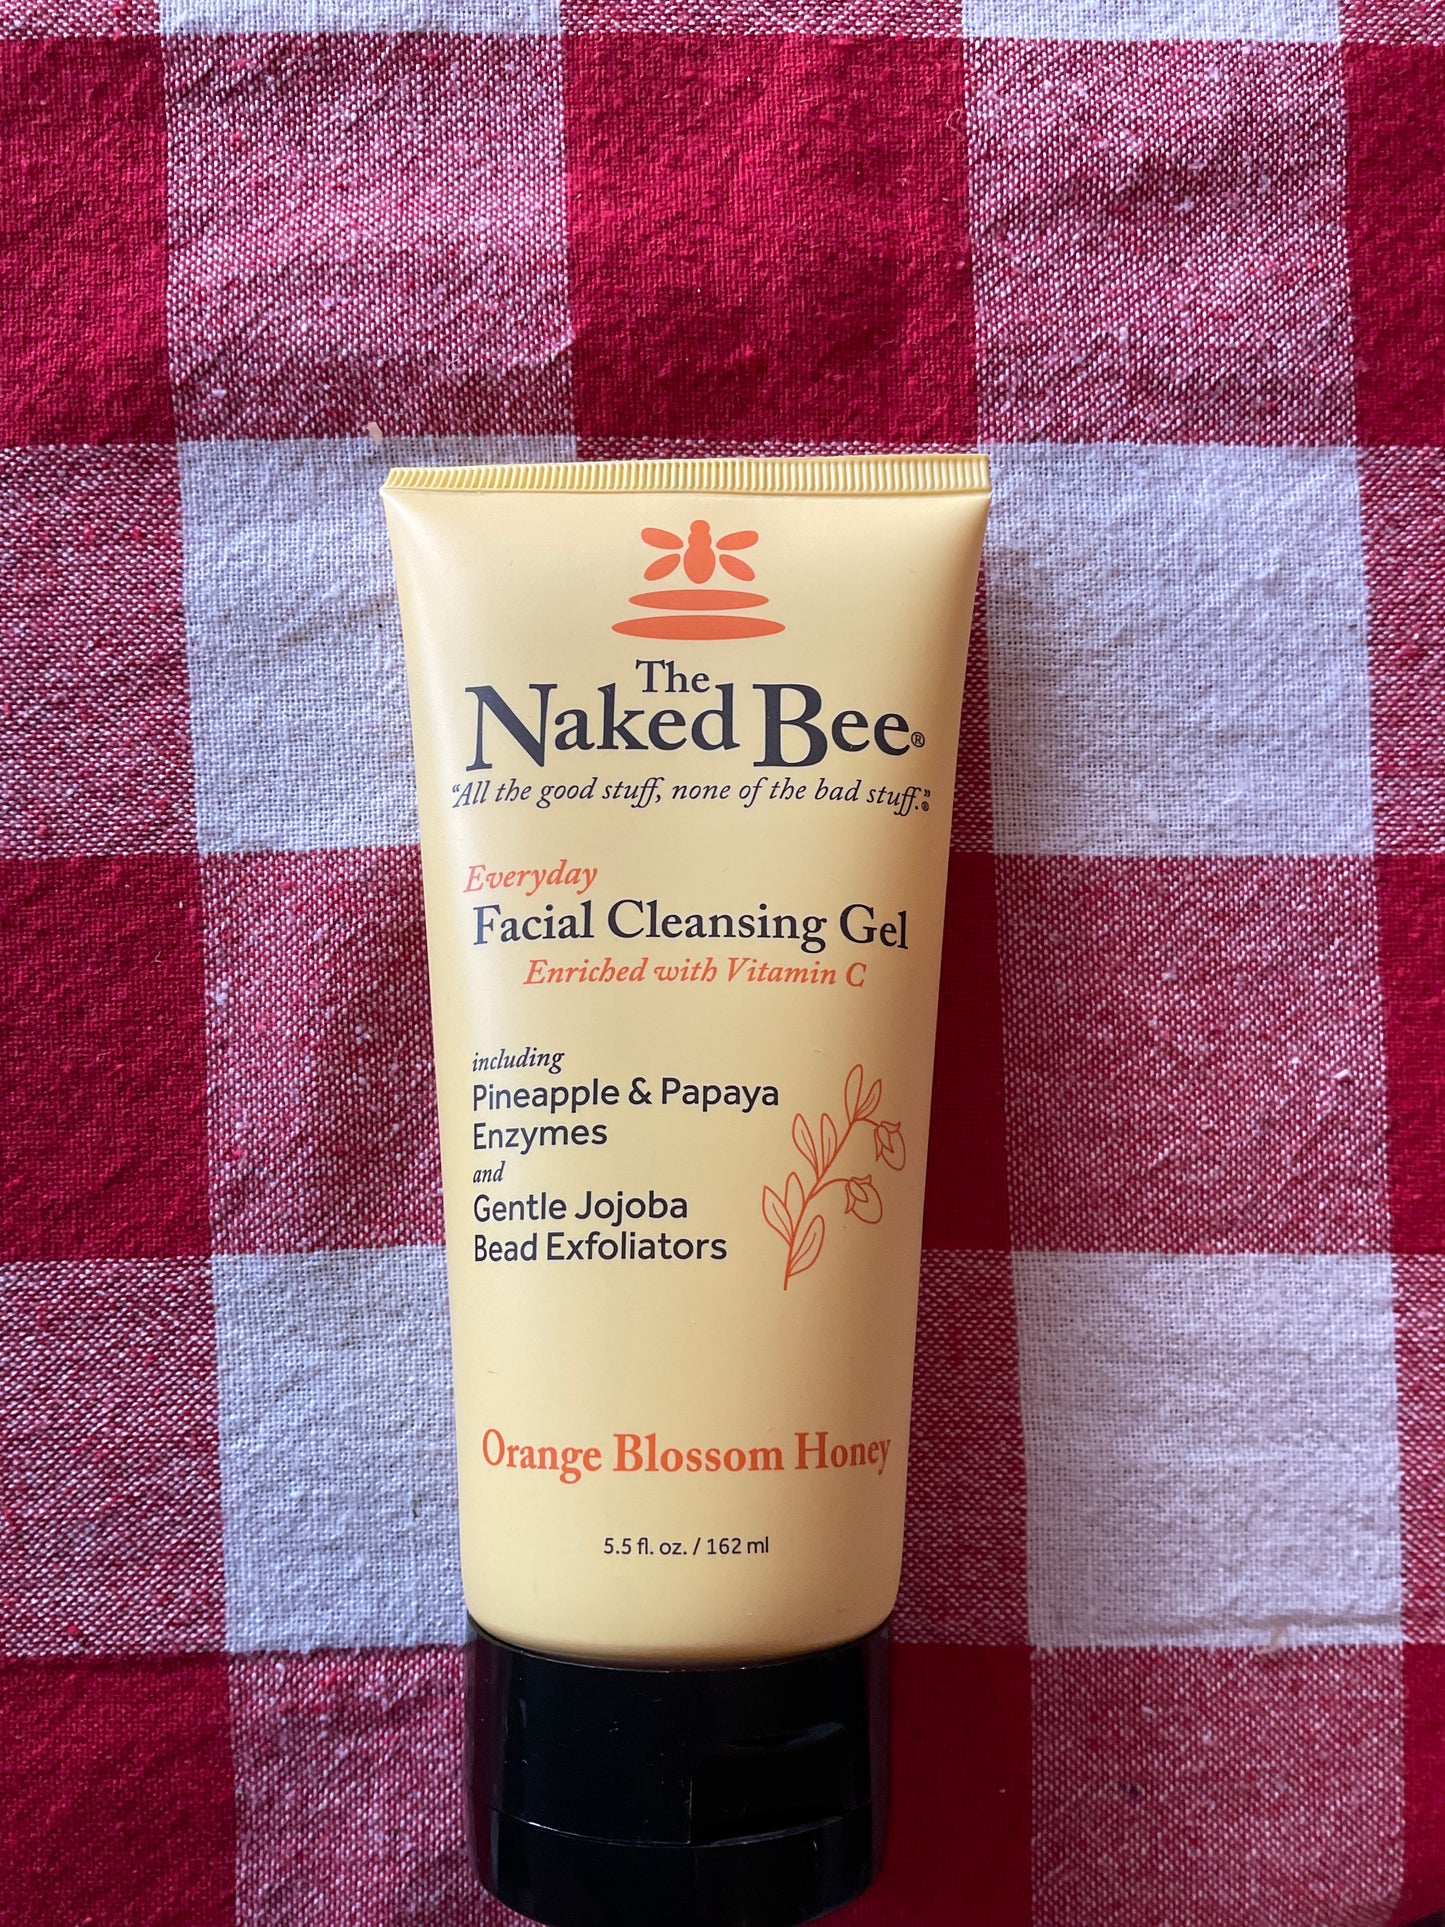 The
Naked Bee®
“All the good stuff, none of the bad stuff.”®
Everyday
Facial Cleansing Gel
Enriched with Vitamin C
including
Pineapple & Papaya
Enzymes
and
Gentle Jojoba
Bead Exfoliators
Orange Blossom Honey
5.5 fl. oz. / 162 ml